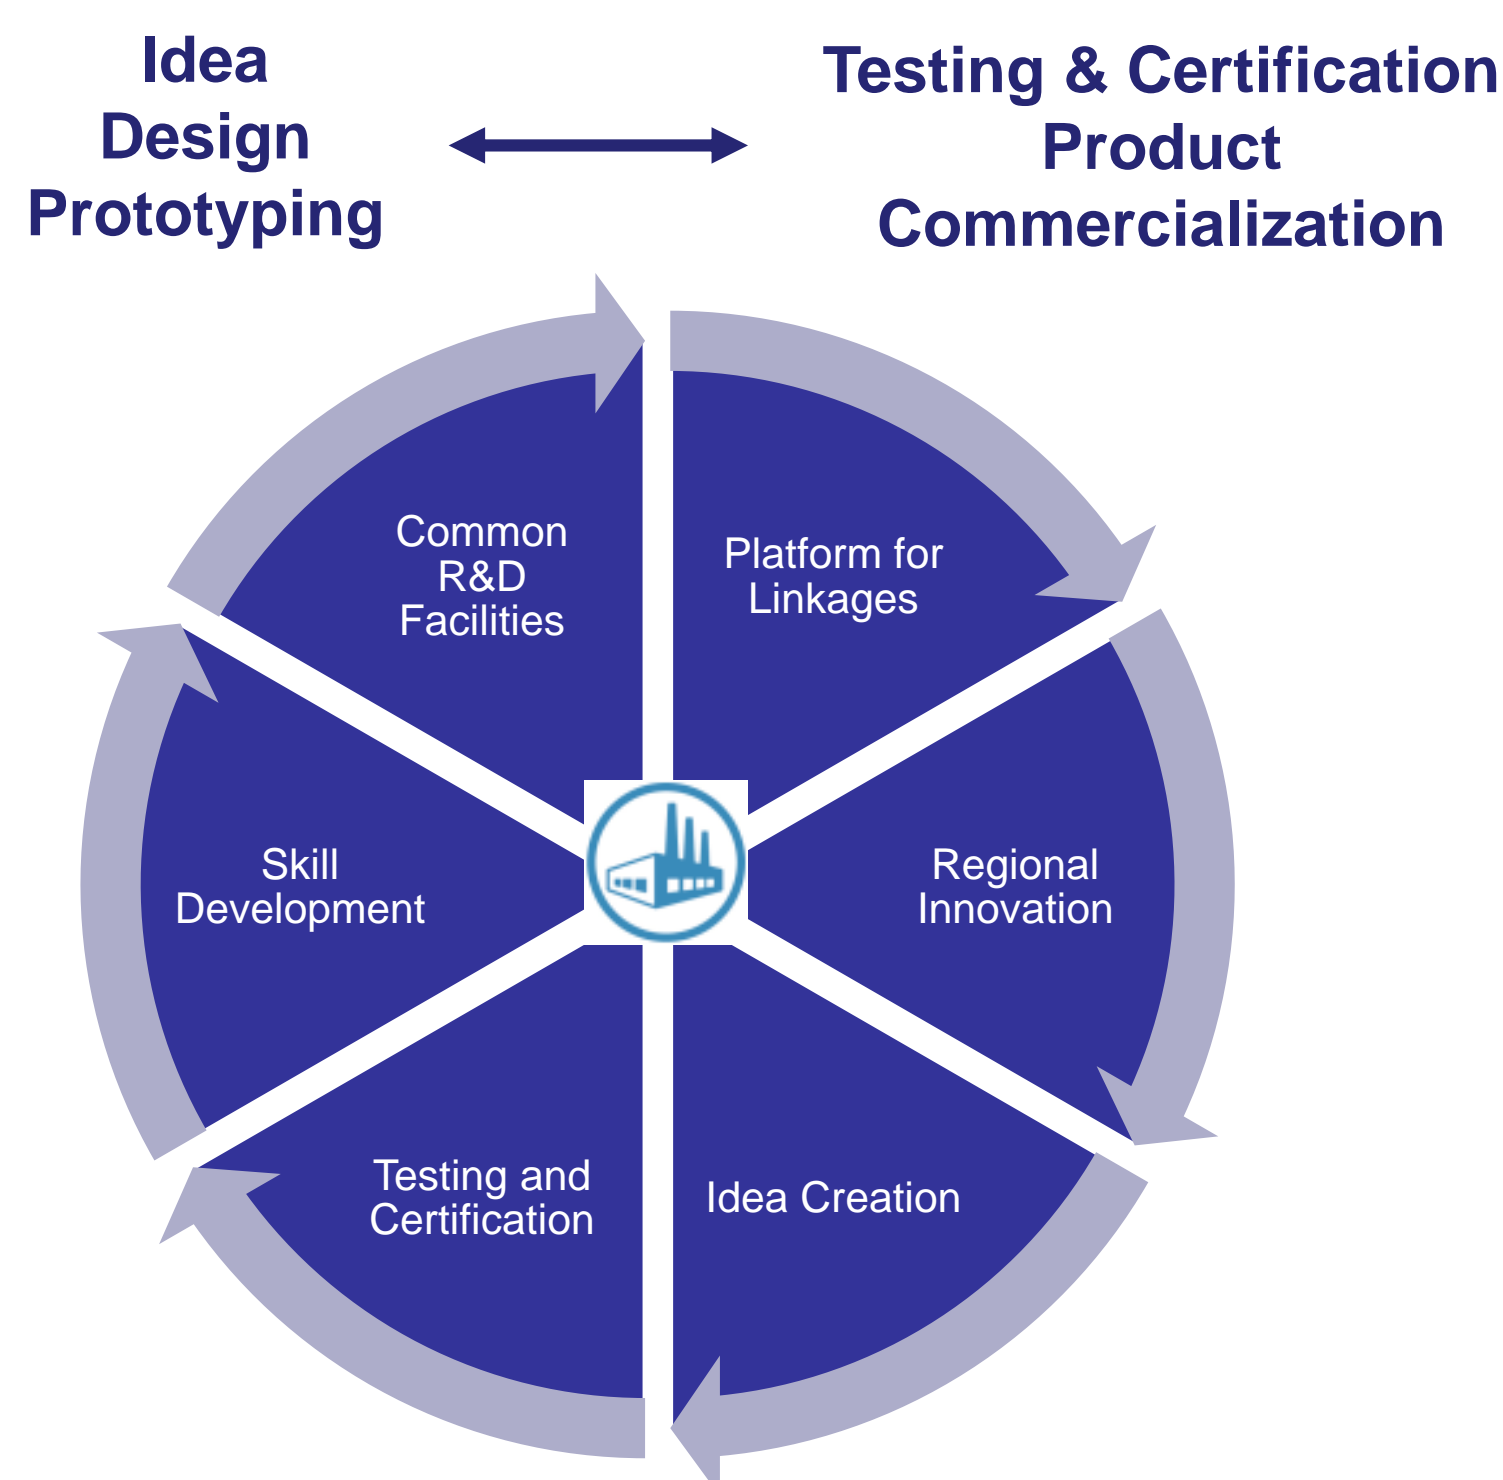 Idea
Design
Prototyping
Testing & Certification
Product
Commercialization
Common
R&D
Facilities
Platform for
Linkages
Skill
Development
Regional
Innovation
Testing and
Certification
Idea Creation